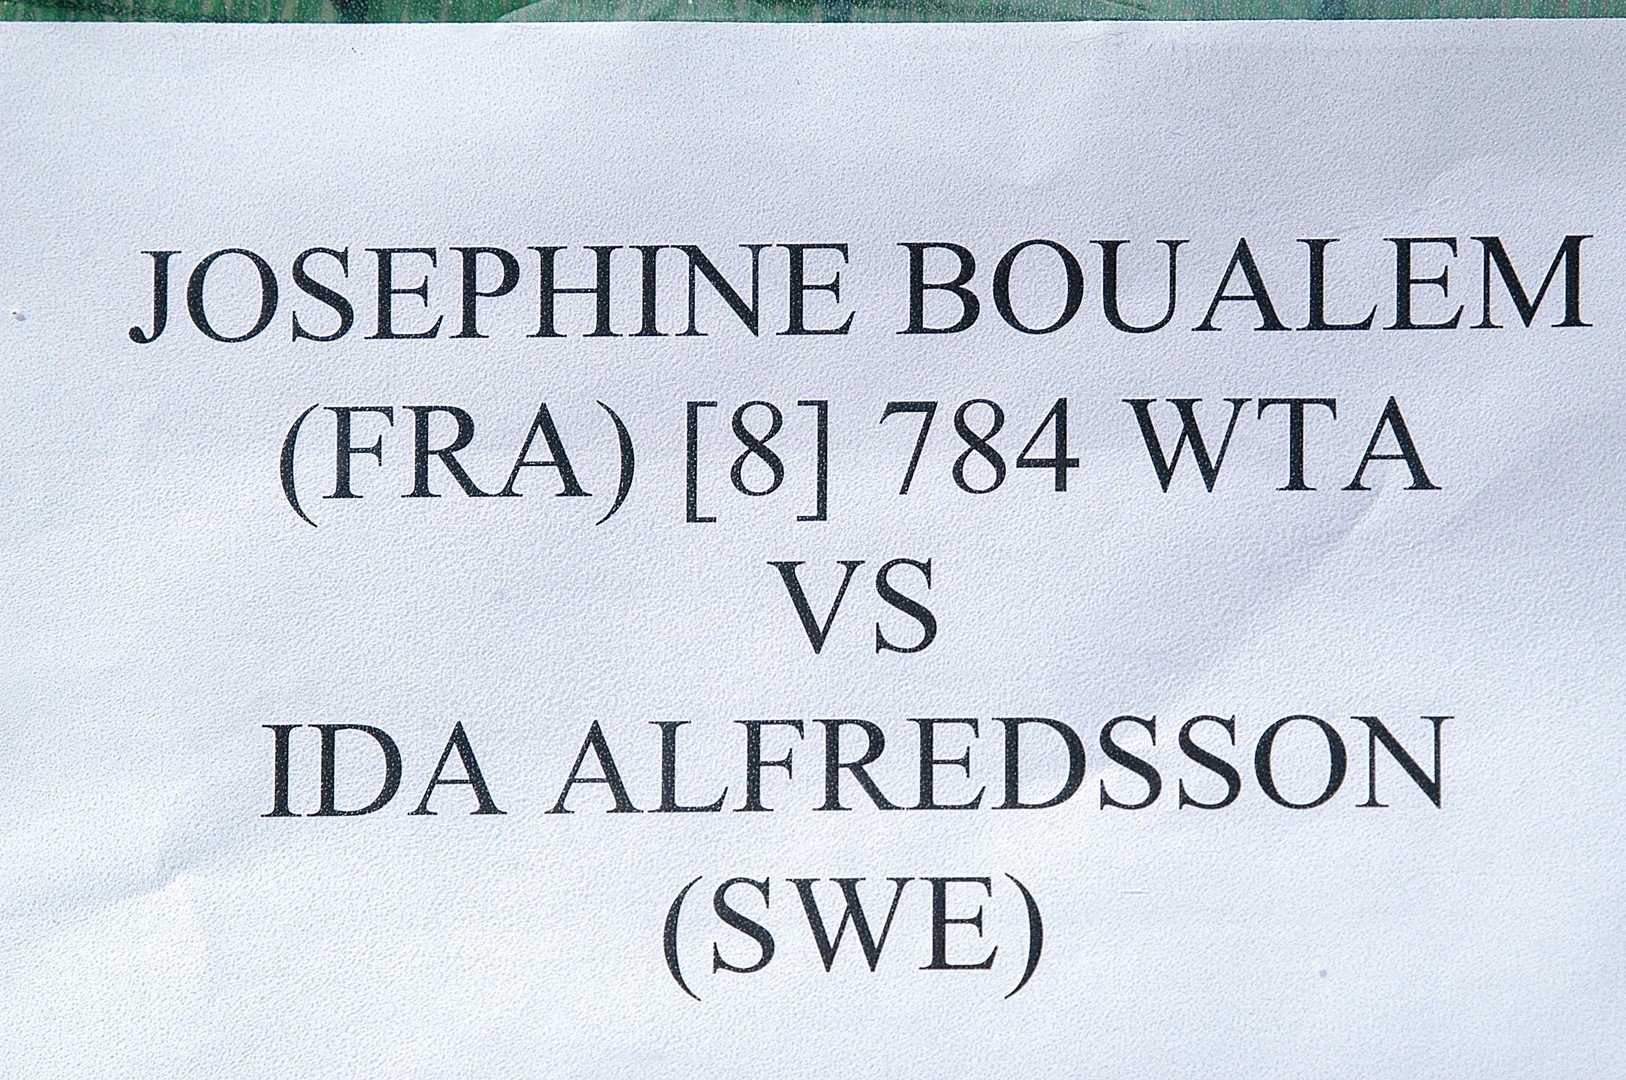 JOSEPHINE BOUALEM
(FRA) [8] 784 WTA
VS
IDA ALFREDSSON
(SWE)